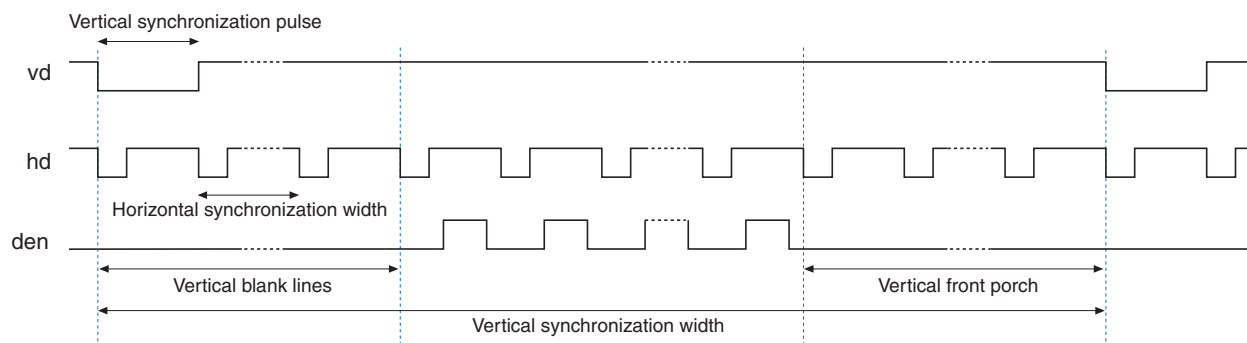 Vertical synchronization pulse
vd
hd
Horizontal synchronization width
den
Vertical blank lines
Vertical front porch
Vertical synchronization width